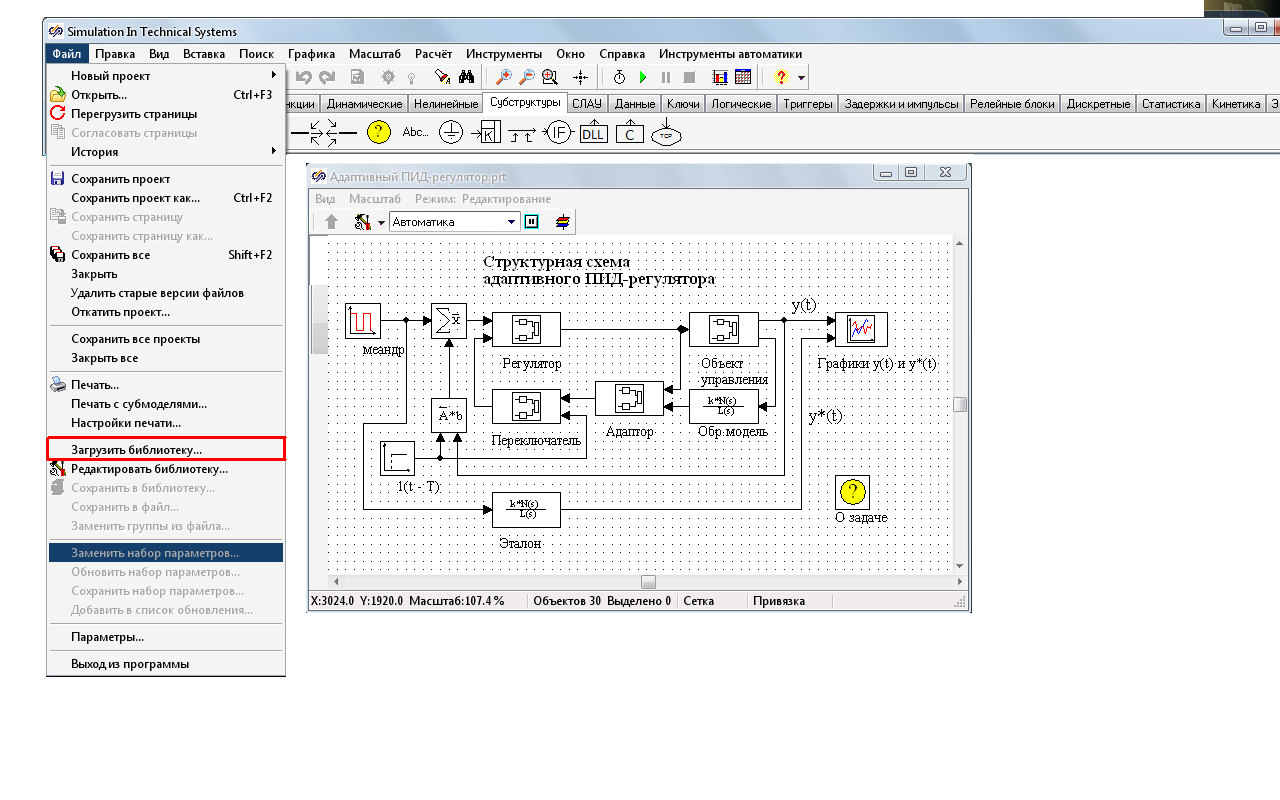 Simulation In Technical Systems
Файл Правка Вид Вставка Поиск Графика Масштаб Расчёт Инструменты Окно Справка Инструменты автоматики
Новый проект
Открыть... Ctrl+F3
Перегрузить страницы
Согласовать страницы
История
Сохранить проект
Сохранить проект как... Ctrl+F2
Сохранить страницу
Сохранить страницу как...
Сохранить все Shift+F2
Закрыть
Удалить старые версии файлов
Откатить проект...
Сохранить все проекты
Закрыть все
Печать...
Печать с субмоделями...
Настройки печати...
Загрузить библиотеку...
Редактировать библиотеку...
Сохранить в библиотеку...
Сохранить в файл...
Заменить группы из файла...
Заменить набор параметров...
Обновить набор параметров...
Сохранить набор параметров...
Добавить в список обновления...
Параметры...
Выход из программы
нкции Динамические Нелинейные Субструктуры СЛАУ Данные Ключи Логические Триггеры Задержки и импульсы Релейные блоки Дискретные Статистика Кинетика Э
? Abc... K IF DLL C TCP
Адаптивный ПИД-регулятор.prt
Вид Масштаб Режим: Редактирование
Автоматика
Структурная схема
адаптивного ПИД-регулятора
y(t)
меандр
Регулятор
Объект
управления
Графики y(t) и y*(t)
A*b
k*N(s)
L(s)
y*(t)
Переключатель
Адаптор
Обр.модель
1(t - T)
k*N(s)
L(s)
Эталон
?
О задаче
X:3024.0 Y:1920.0 Масштаб:107.4% Объектов 30 Выделено 0 Сетка Привязка